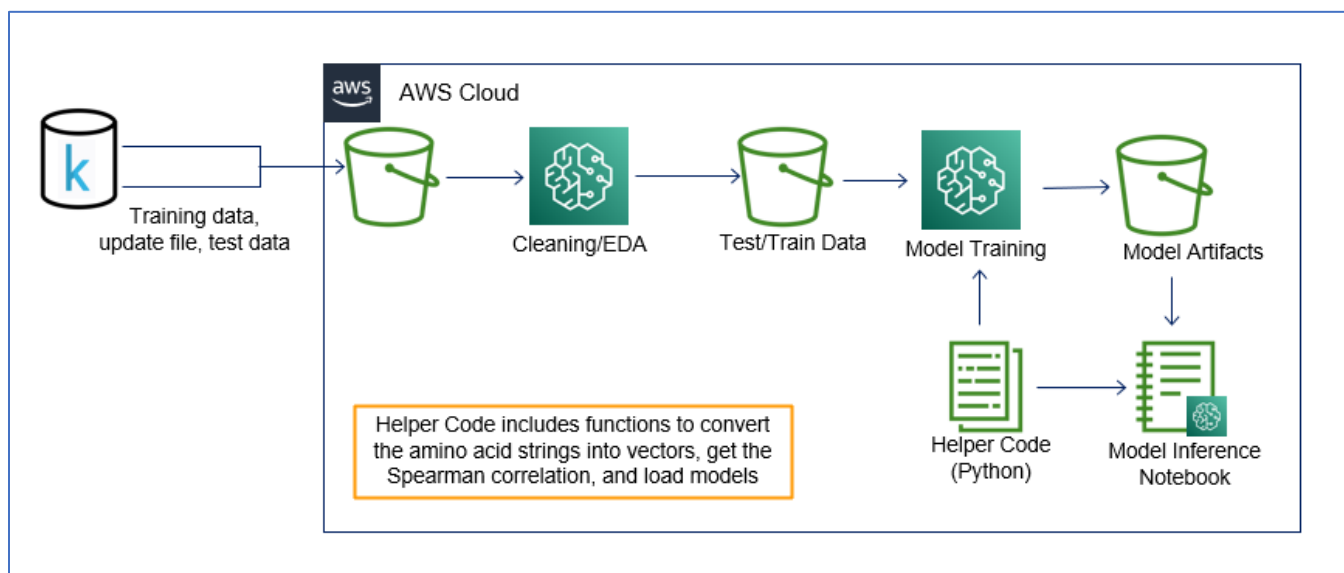 aws
AWS Cloud
k
Training data,
update file, test data
Cleaning/EDA
Test/Train Data
Model Training
Model Artifacts
Helper Code includes functions to convert
the amino acid strings into vectors, get the
Spearman correlation, and load models
Helper Code
(Python)
Model Inference
Notebook